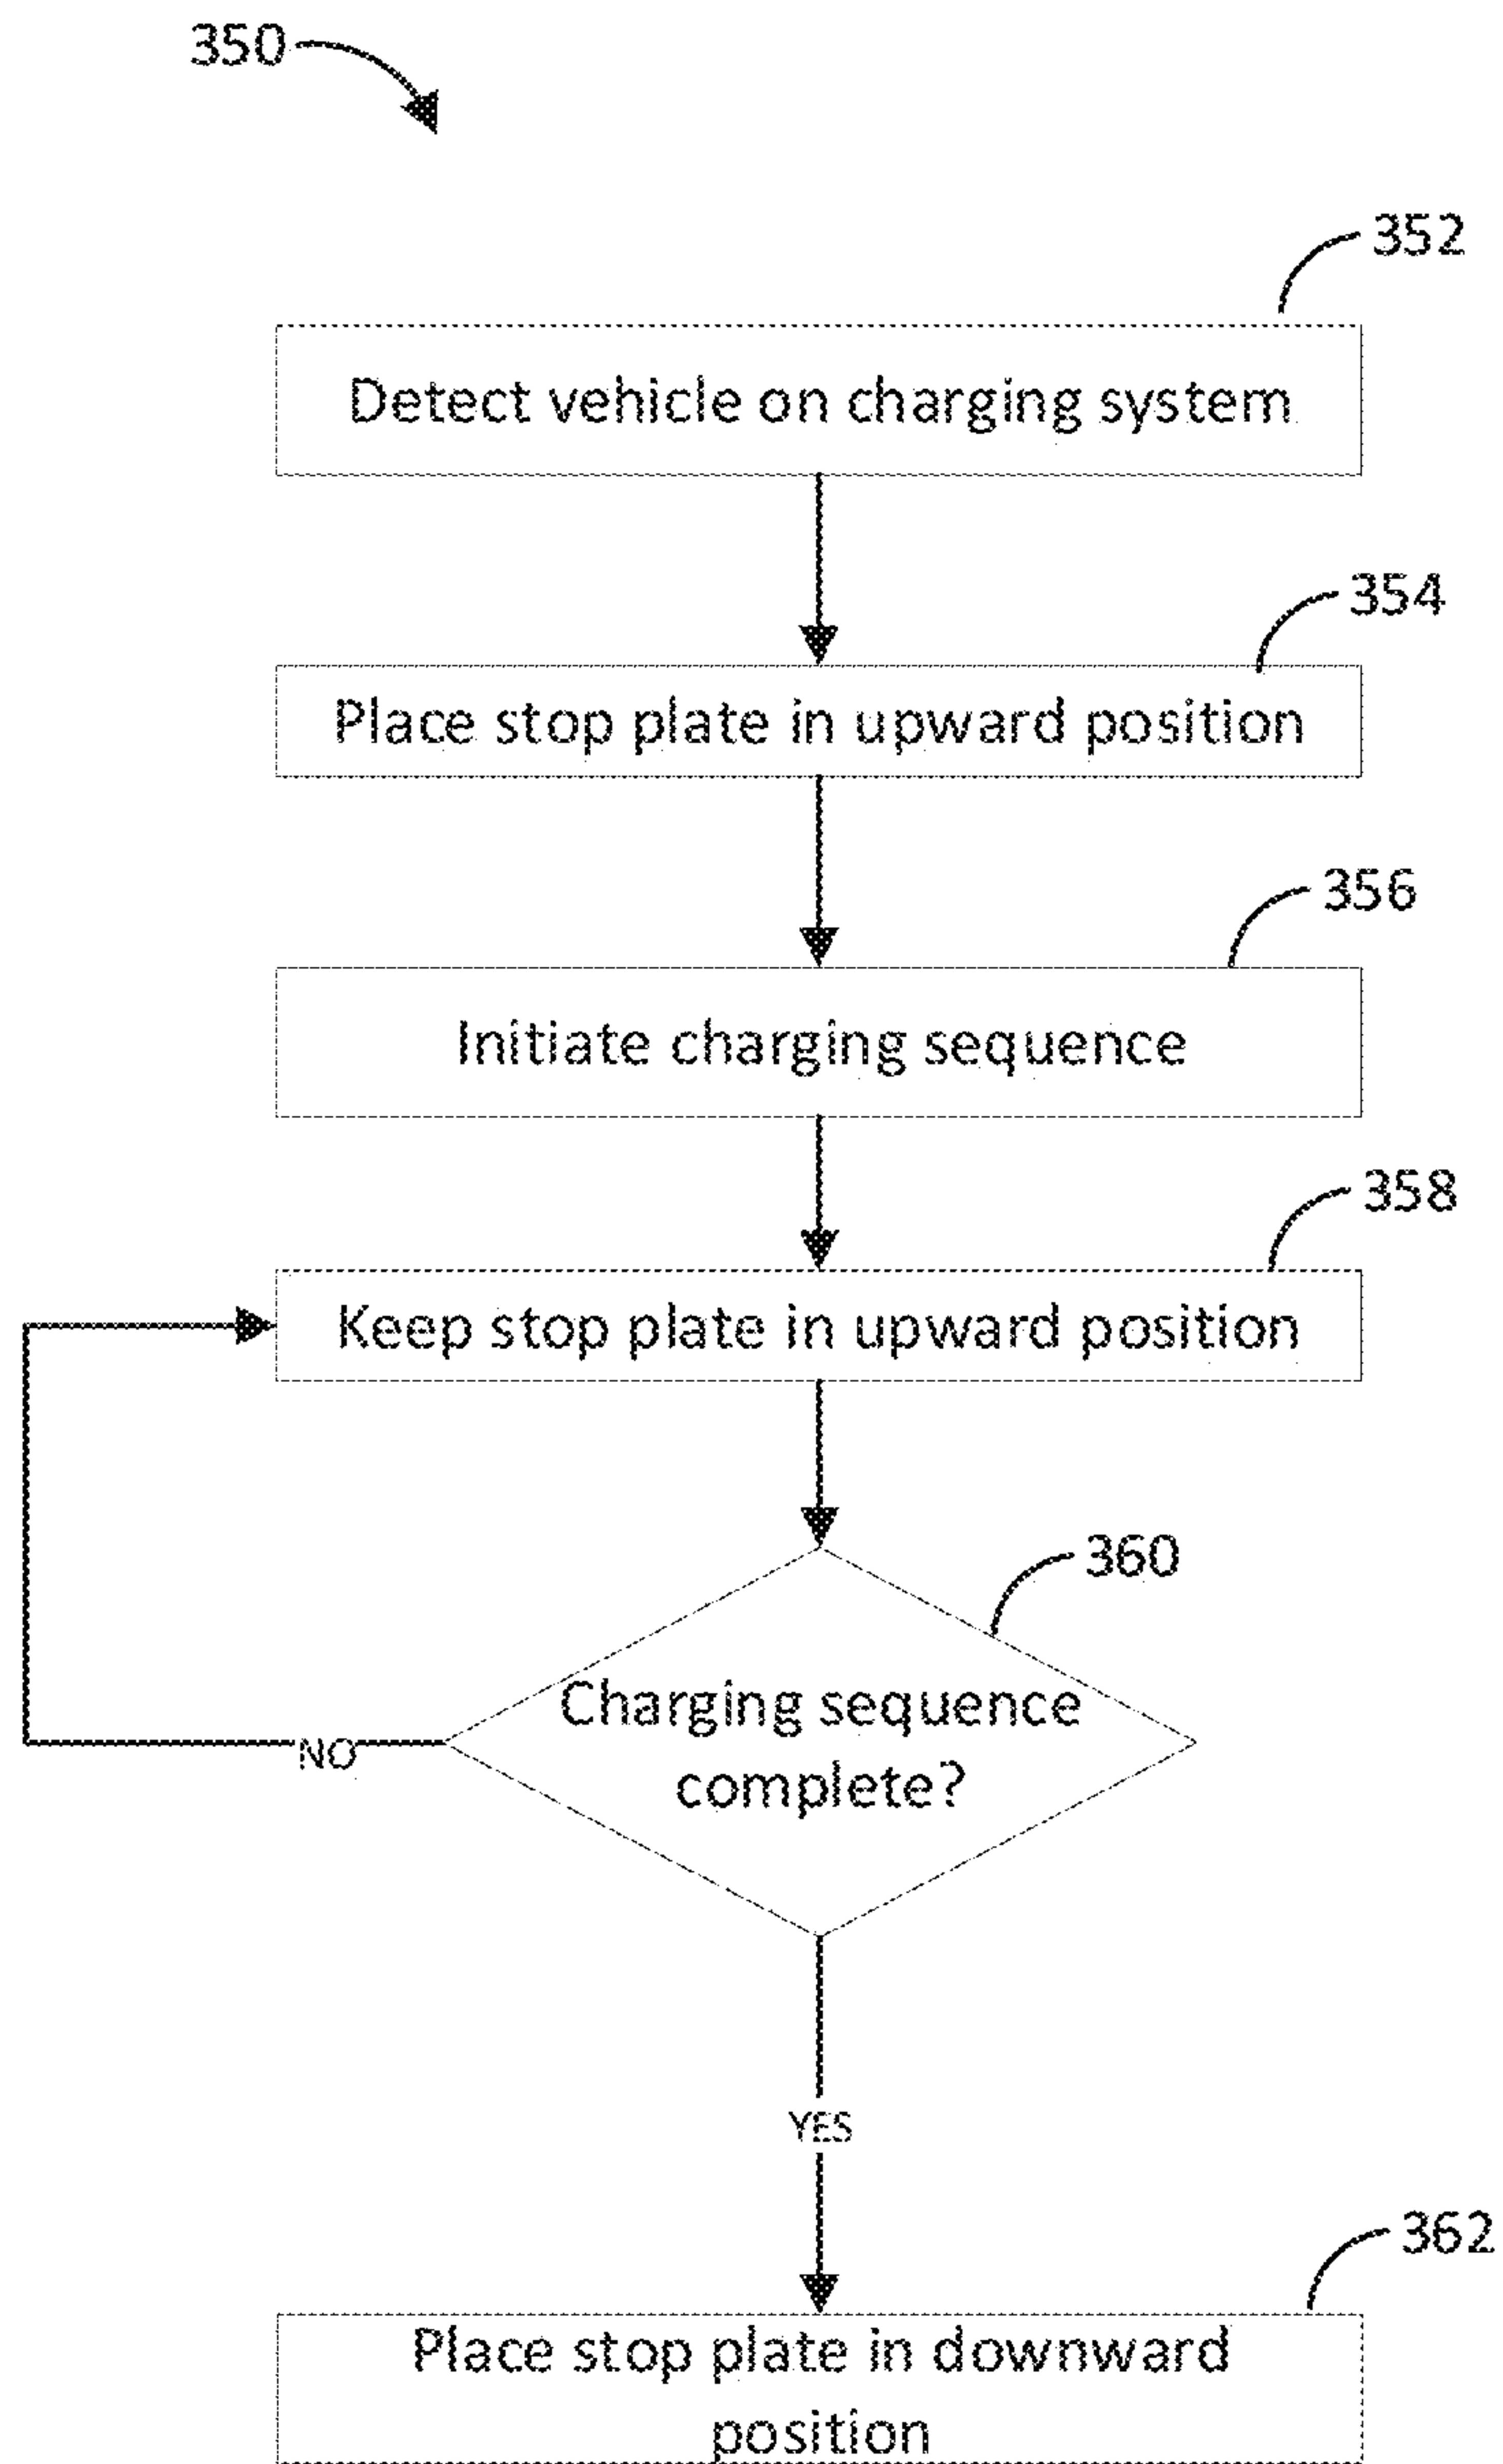 350
352
Detect vehicle on charging system
354
Place stop plate in upward position
356
Initiate charging sequence
358
Keep stop plate in upward position
360
Charging sequence
complete?
NO
YES
362
Place stop plate in downward
position